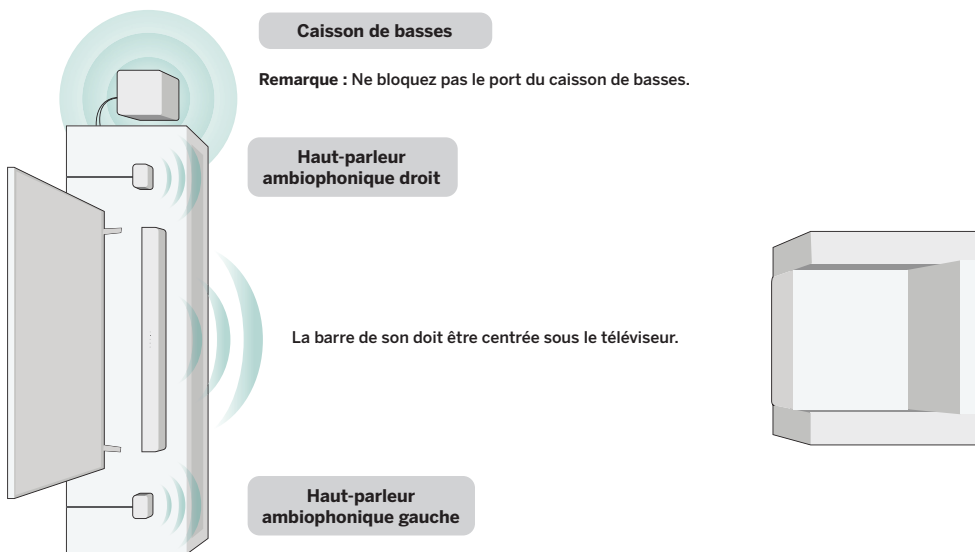 Caisson de basses
Remarque : Ne bloquez pas le port du caisson de basses.
Haut-parleur
ambiophonique droit
La barre de son doit être centrée sous le téléviseur.
Haut-parleur
ambiophonique gauche